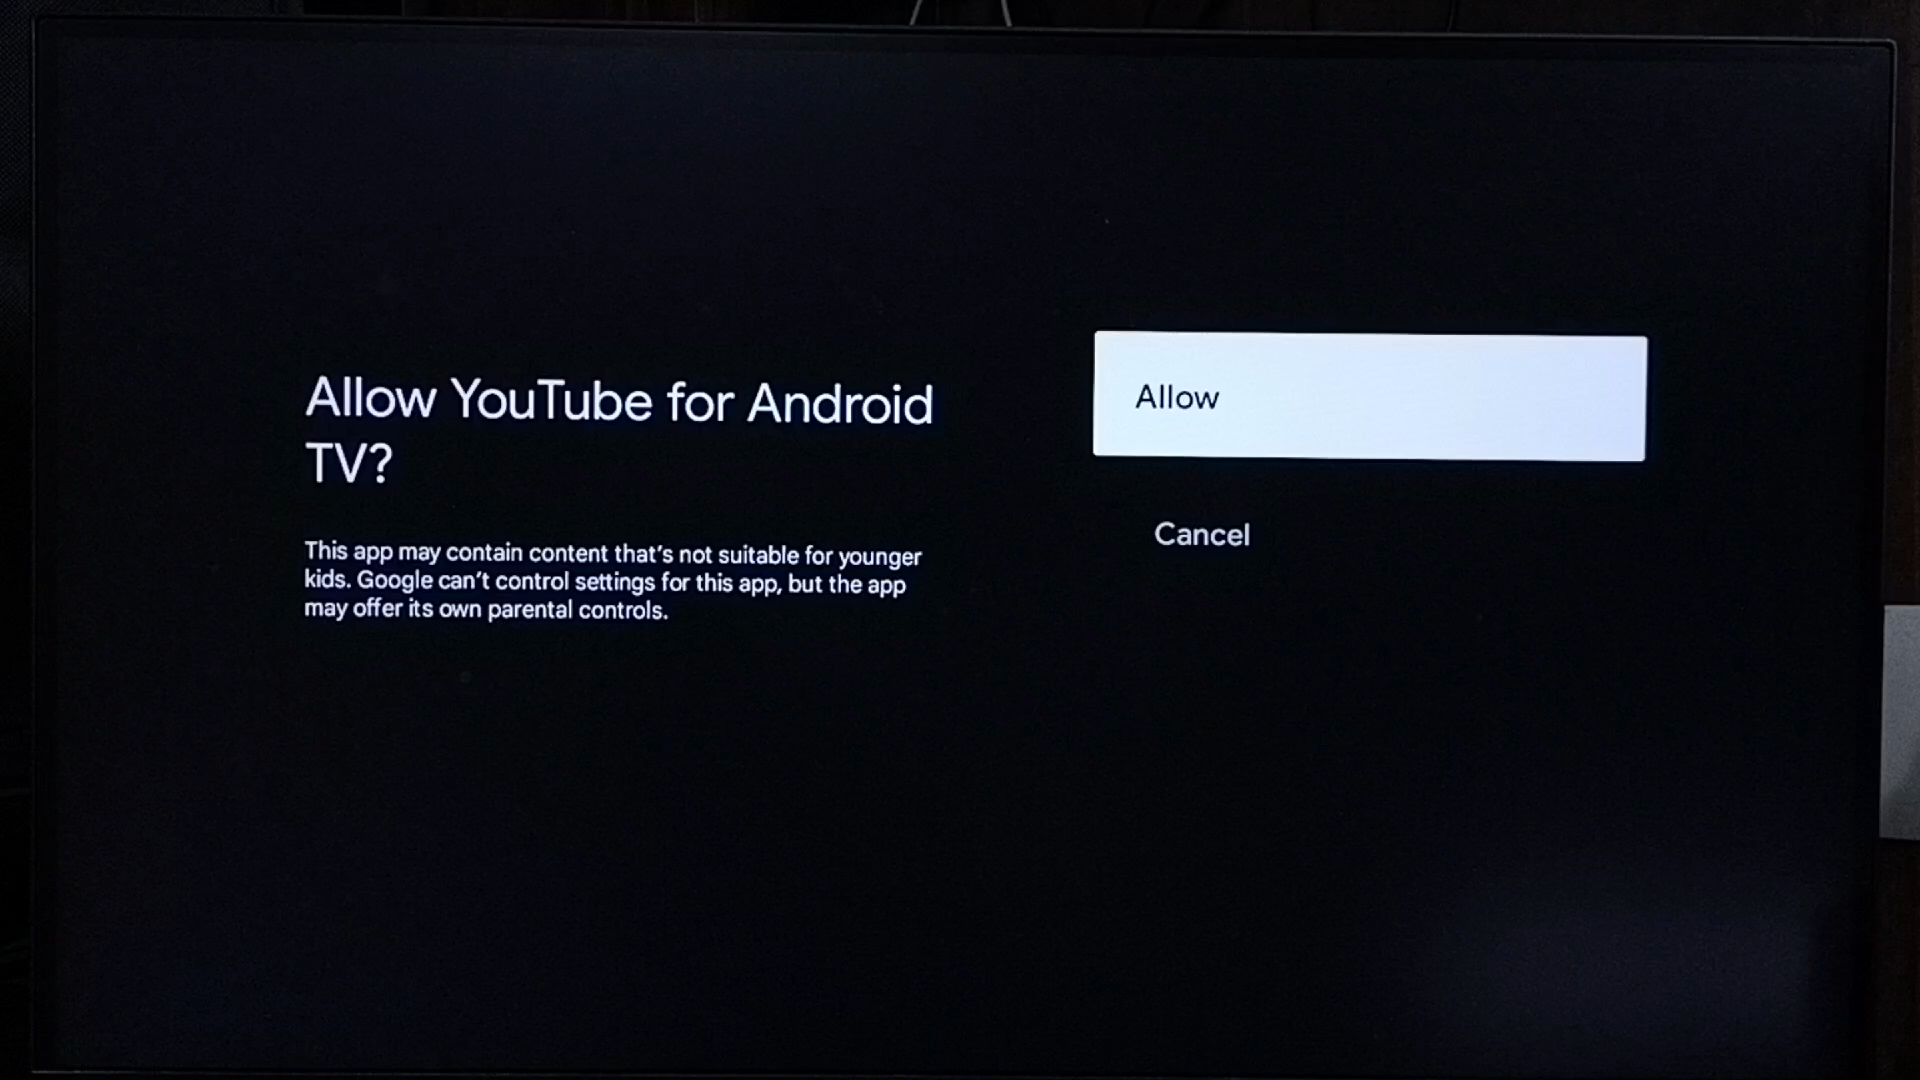 Allow YouTube for Android
TV?
This app may contain content that's not suitable for younger
kids. Google can't control settings for this app, but the app
may offer its own parental controls.
Allow
Cancel